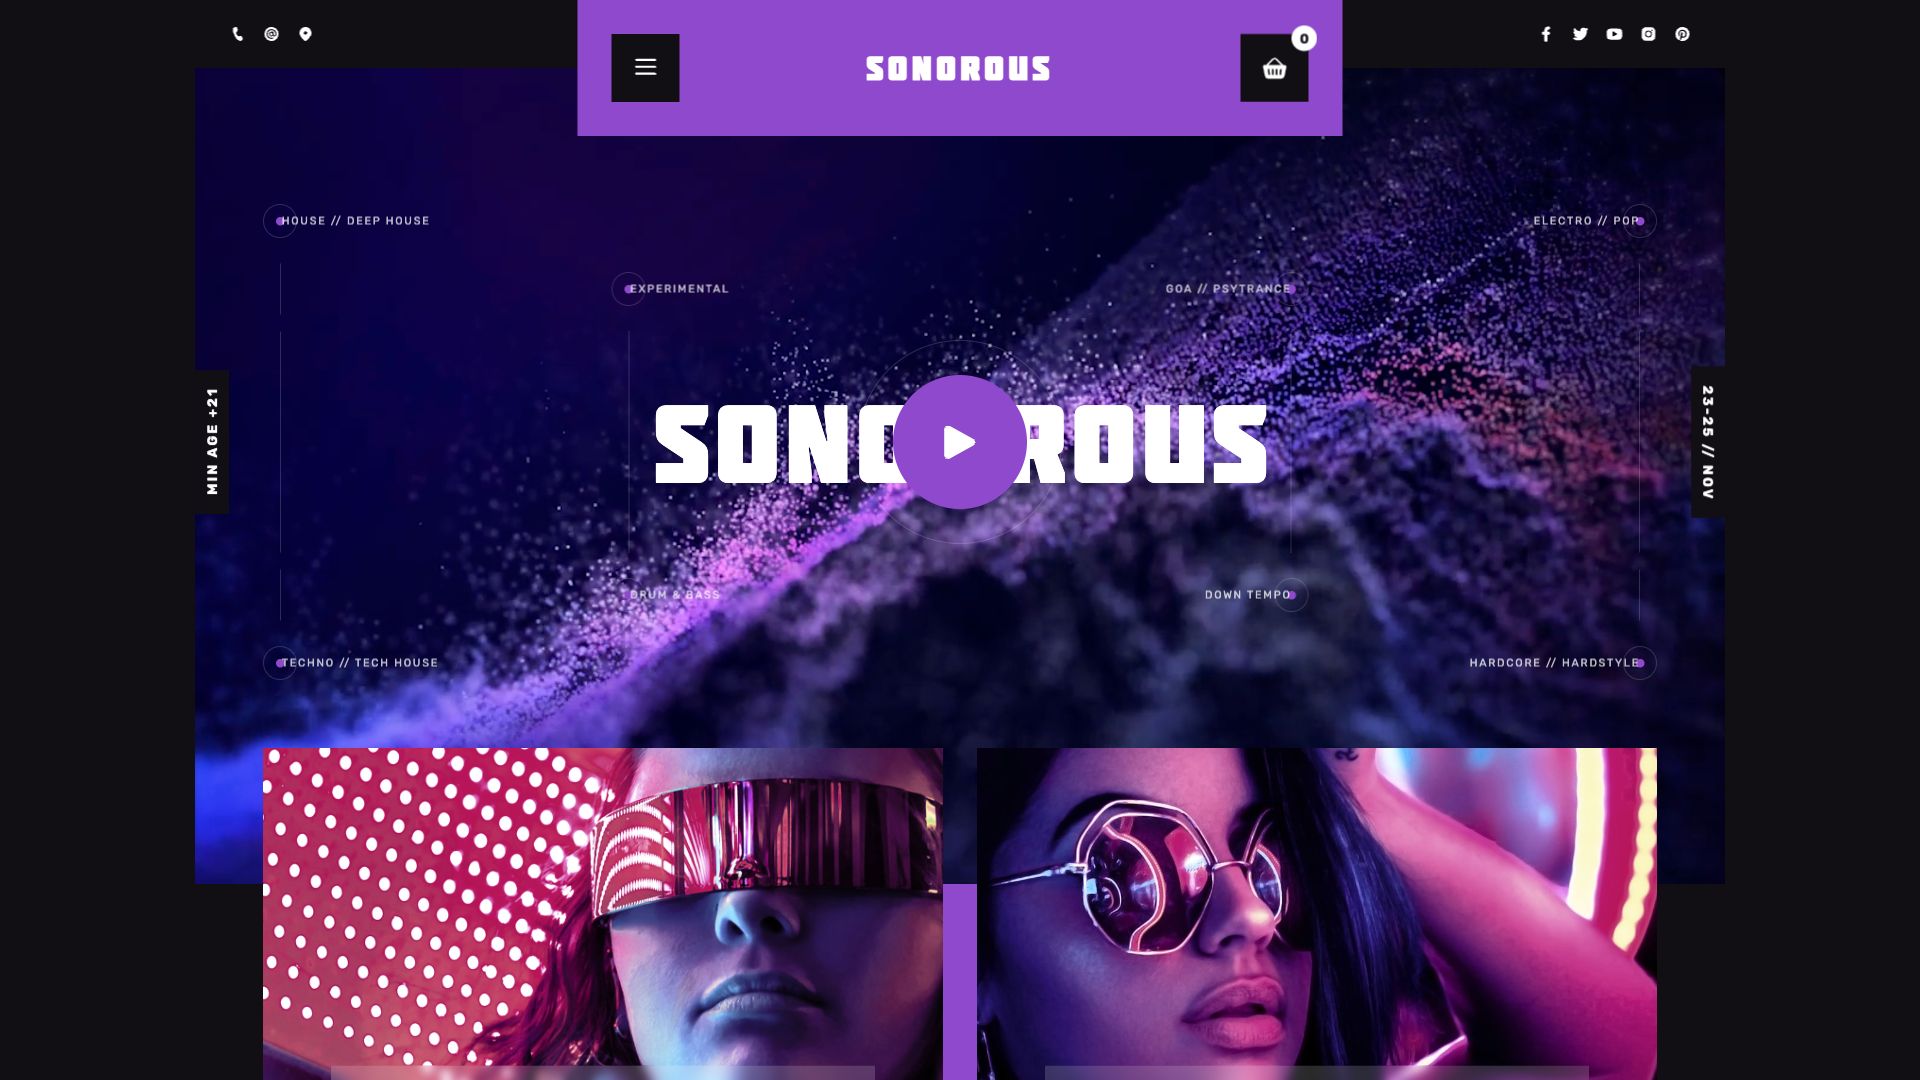 SONOROUS
0
HOUSE // DEEP HOUSE
ELECTRO // POP
EXPERIMENTAL
GOA // PSYTRANCE
MIN AGE +21
SONOROUS
23-25 // NOV
DRUM & BASS
DOWN TEMPO
TECHNO // TECH HOUSE
HARDCORE // HARDSTYLE